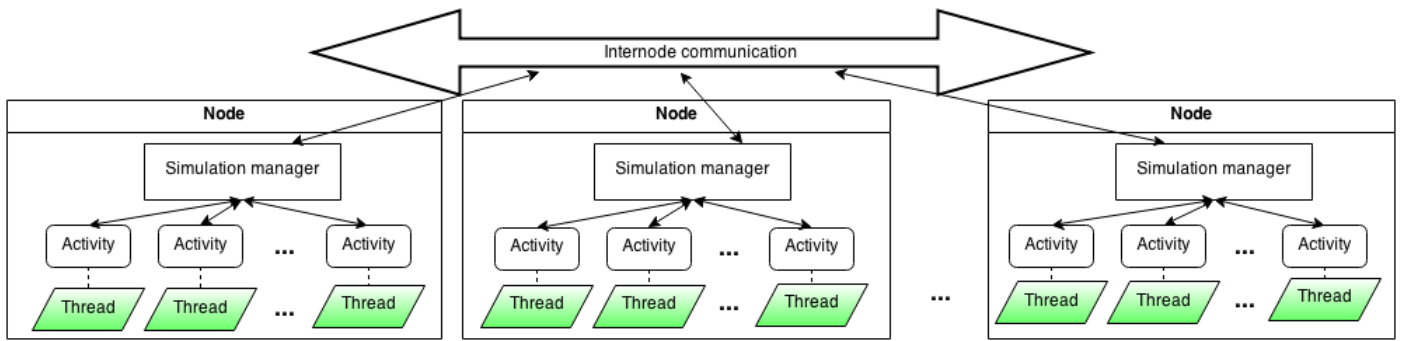 Internode communication
Node
Simulation manager
Activity Activity ... Activity
Thread Thread ... Thread
Node
Simulation manager
Activity Activity ... Activity
Thread Thread ... Thread
...
Node
Simulation manager
Activity Activity ... Activity
Thread Thread ... Thread